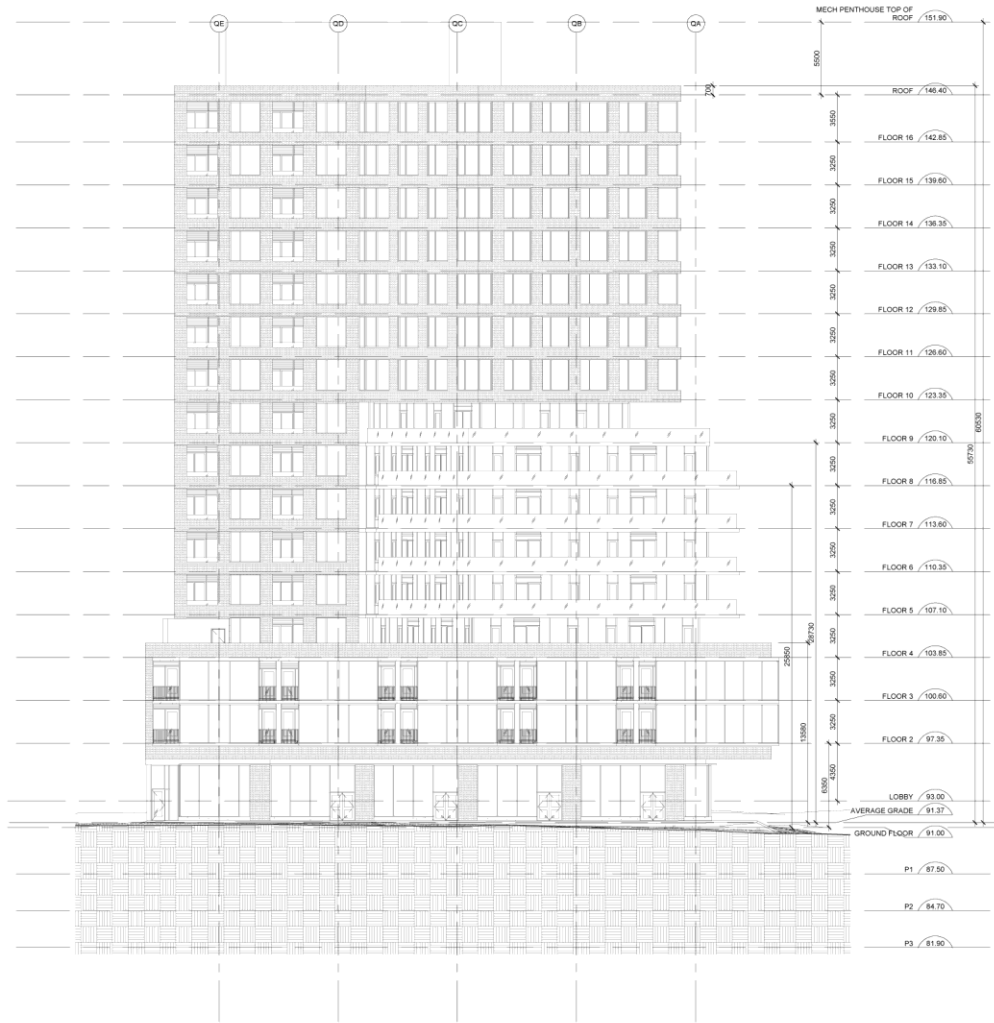 QE QD QC QB QA
MECH PENTHOUSE TOP OF
ROOF 151.90
5500
700
ROOF 146.40
3550
FLOOR 16 142.85
3250
FLOOR 15 139.60
3250
FLOOR 14 136.35
3250
FLOOR 13 133.10
3250
FLOOR 12 129.85
3250
FLOOR 11 126.60
3250
FLOOR 10 123.35
3250
60530
FLOOR 9 120.10
55730
3250
FLOOR 8 116.85
3250
FLOOR 7 113.60
3250
FLOOR 6 110.35
3250
FLOOR 5 107.10
3250
28730
FLOOR 4 103.85
25850
3250
FLOOR 3 100.60
3250
13580
FLOOR 2 97.35
4350
6350
LOBBY 93.00
AVERAGE GRADE 91.37
GROUND FLOOR 91.00
P1 87.50
P2 84.70
P3 81.90